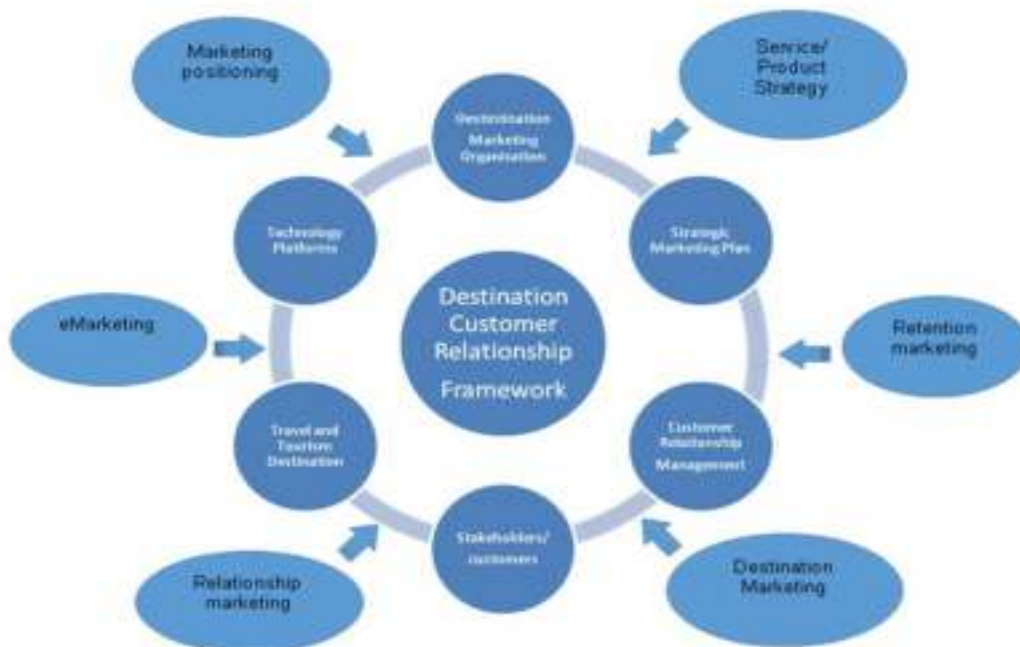 Marketing
positioning
Service/
Product
Strategy
Destination
Marketing
Organisation
Technology
Platforms
Strategic
Marketing Plan
Destination
Customer
Relationship
Framework
eMarketing
Retention
marketing
Travel and
Tourism
Destination
Customer
Relationship
Management
Stakeholders/
customers
Relationship
marketing
Destination
Marketing